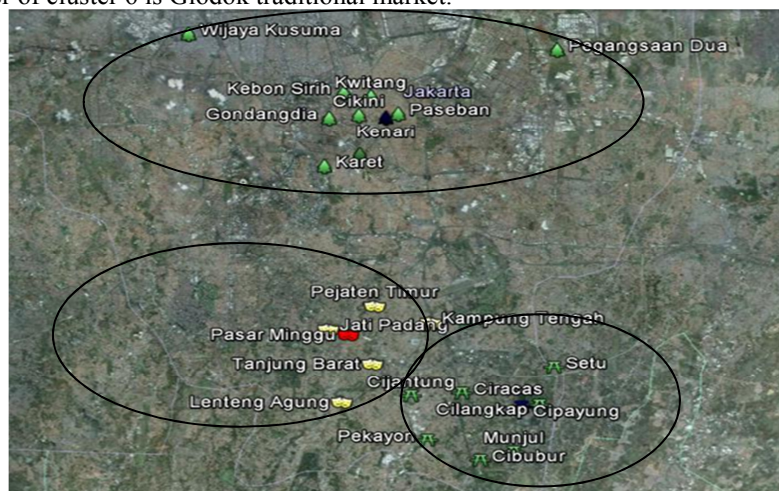 or of cluster 6 is Glodok traditional market.
Wijaya Kusuma
Pegangsaan Dua
Kebon Sirih
Kwitang
Jakarta
Cikini
Gondangdia
Paseban
Kenari
Karet
Pejaten Timur
Pasar Minggu
Jati Padang
Kampung Tengah
Tanjung Barat
Setu
Cijantung
Ciracas
Lenteng Agung
Cilangkap
Cipayung
Pekayon
Munjul
Cibubur